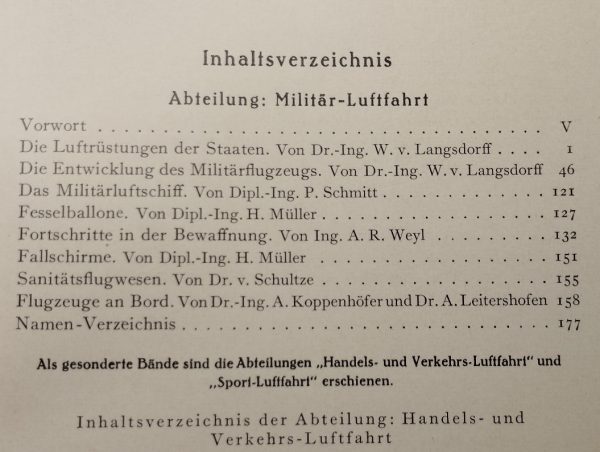 Inhaltsverzeichnis
Abteilung: Militär-Luftfahrt
Vorwort . . . . . . . . . . . . . . . . . . . . . . . . . . . . . . V
Die Luftrüstungen der Staaten. Von Dr.-Ing. W. v. Langsdorff . . 1
Die Entwicklung des Militärflugzeugs. Von Dr.-Ing. W. v. Langsdorff 46
Das Militärluftschiff. Von Dipl.-Ing. P. Schmitt . . . . . . . . . . . 121
Fesselballone. Von Dipl.-Ing. H. Müller . . . . . . . . . . . . . . . 127
Fortschritte in der Bewaffnung. Von Ing. A. R. Weyl . . . . . . . . 132
Fallschirme. Von Dipl.-Ing. H. Müller . . . . . . . . . . . . . . . . 151
Sanitätsflugwesen. Von Dr. v. Schultze . . . . . . . . . . . . . . . 155
Flugzeuge an Bord. Von Dr.-Ing. A. Koppenhöfer und Dr. A. Leitershofen 158
Namen-Verzeichnis . . . . . . . . . . . . . . . . . . . . . . . . . 177
Als gesonderte Bände sind die Abteilungen „Handels- und Verkehrs-Luftfahrt“ und
„Sport-Luftfahrt“ erschienen.
Inhaltsverzeichnis der Abteilung: Handels- und
Verkehrs-Luftfahrt